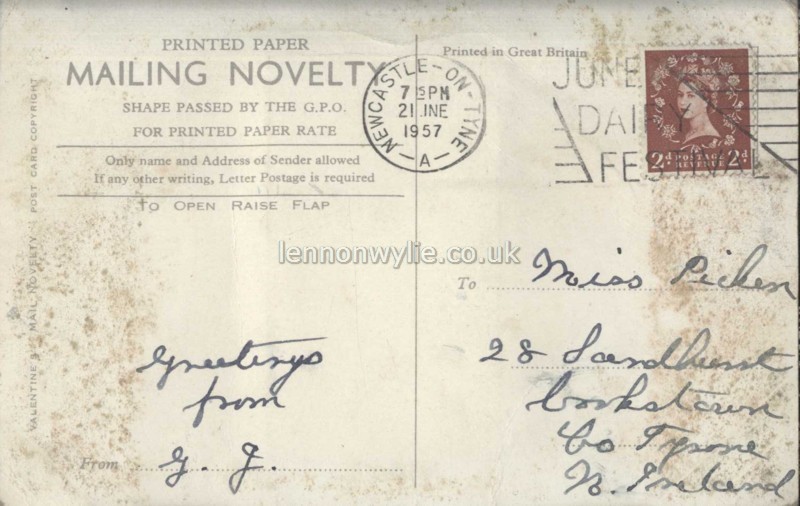 PRINTED PAPER
MAILING NOVELTY
SHAPE PASSED BY THE G.P.O.
FOR PRINTED PAPER RATE
Only name and Address of Sender allowed
If any other writing, Letter Postage is required
TO OPEN RAISE FLAP
VALENTINE & MAIL NOVELTY
POST CARD COPYRIGHT
Greetings
from
From G. J.
Printed in Great Britain
NEWCASTLE-ON-TYNE
7 15 PM
21 JNE
1957
-A-
JUNE
DAIRY
FESTIVAL
2d POSTAGE REVENUE 2d
lennonwylie.co.uk
To Miss Picken
28 Sandhurst
Cookstown
Co Tyrone
N. Ireland